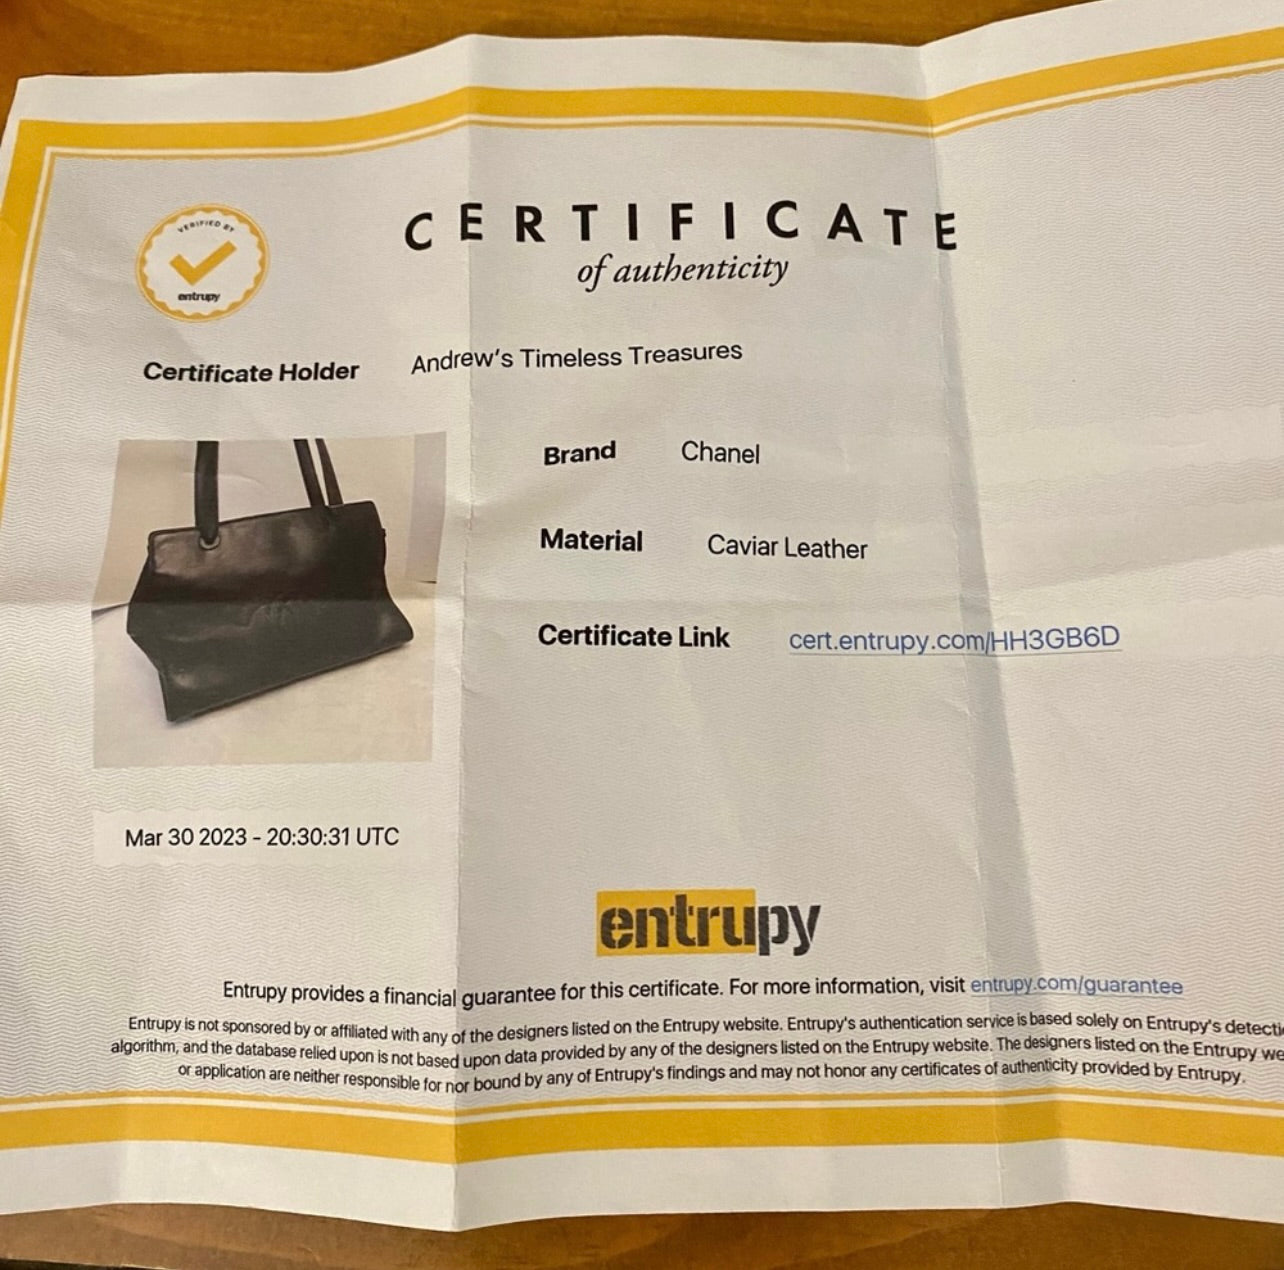 CERTIFICATE
of authenticity
VERIFIED BY
entrupy
Certificate Holder Andrew's Timeless Treasures
Brand Chanel
Material Caviar Leather
Certificate Link cert.entrupy.com/HH3GB6D
Mar 30 2023 - 20:30:31 UTC
entrupy
Entrupy provides a financial guarantee for this certificate. For more information, visit entrupy.com/guarantee
Entrupy is not sponsored by or affiliated with any of the designers listed on the Entrupy website. Entrupy's authentication service is based solely on Entrupy's detecti
algorithm, and the database relied upon is not based upon data provided by any of the designers listed on the Entrupy website. The designers listed on the Entrupy we
or application are neither responsible for nor bound by any of Entrupy's findings and may not honor any certificates of authenticity provided by Entrupy.